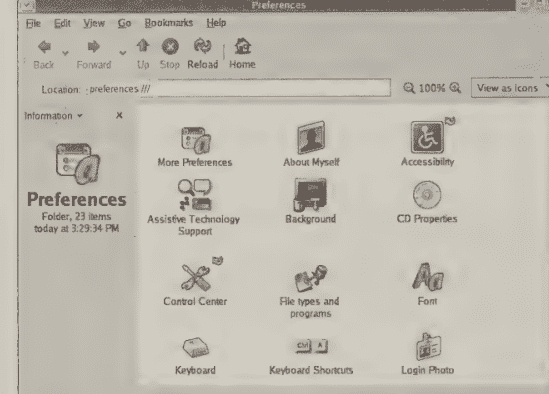 Preferences
File Edit View Go Bookmarks Help
Back Forward Up Stop Reload Home
Location: preferences:/// 100% View as Icons
Information x
Preferences
Folder, 23 items
today at 3:29:34 PM
More Preferences About Myself Accessibility
Assistive Technology
Support
Background CD Properties
Control Center File types and
programs
Font
Keyboard Keyboard Shortcuts Login Photo
Ctrl A